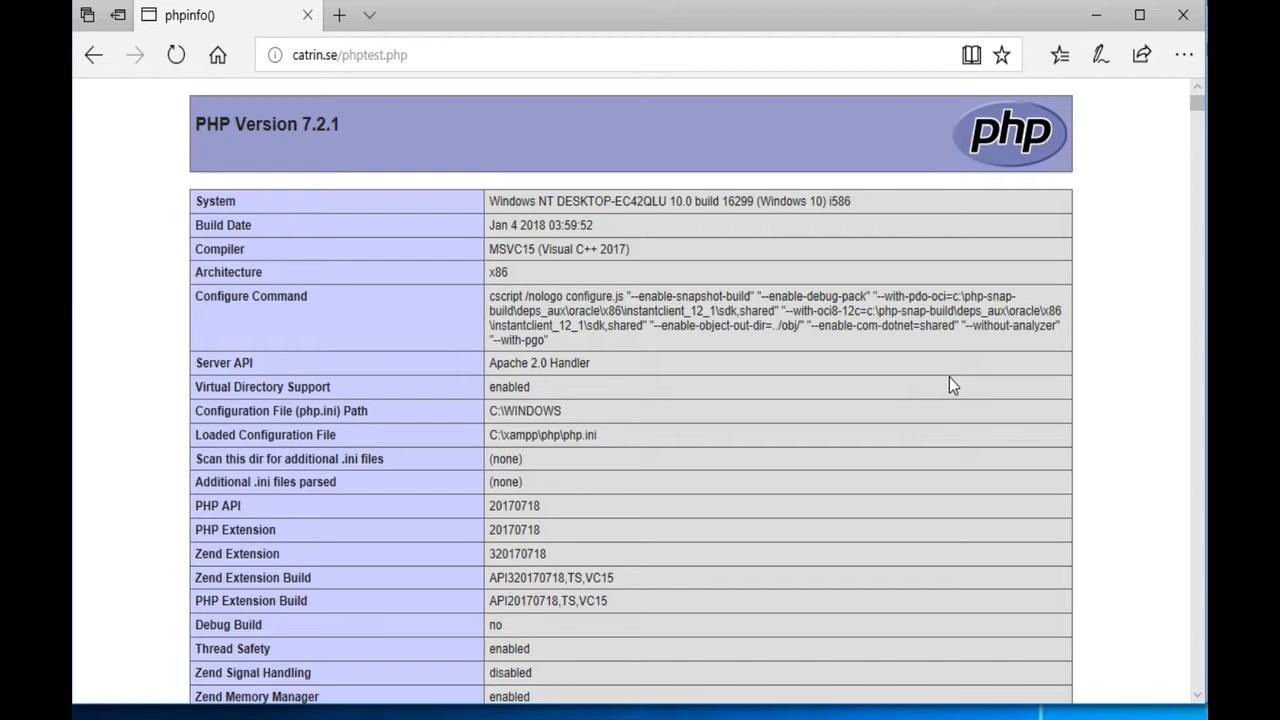 phpinfo()
catrin.se/phptest.php
PHP Version 7.2.1
php
System Windows NT DESKTOP-EC42QLU 10.0 build 16299 (Windows 10) i586
Build Date Jan 4 2018 03:59:52
Compiler MSVC15 (Visual C++ 2017)
Architecture x86
Configure Command cscript /nologo configure.js "--enable-snapshot-build" "--enable-debug-pack" "--with-pdo-oci=c:\php-snap-
build\deps_aux\oracle\x86\instantclient_12_1\sdk,shared" "--with-oci8-12c=c:\php-snap-build\deps_aux\oracle\x86
\instantclient_12_1\sdk,shared" "--enable-object-out-dir=../obj/" "--enable-com-dotnet=shared" "--without-analyzer"
"--with-pgo"
Server API Apache 2.0 Handler
Virtual Directory Support enabled
Configuration File (php.ini) Path C:\WINDOWS
Loaded Configuration File C:\xampp\php\php.ini
Scan this dir for additional .ini files (none)
Additional .ini files parsed (none)
PHP API 20170718
PHP Extension 20170718
Zend Extension 320170718
Zend Extension Build API320170718,TS,VC15
PHP Extension Build API20170718,TS,VC15
Debug Build no
Thread Safety enabled
Zend Signal Handling disabled
Zend Memory Manager enabled